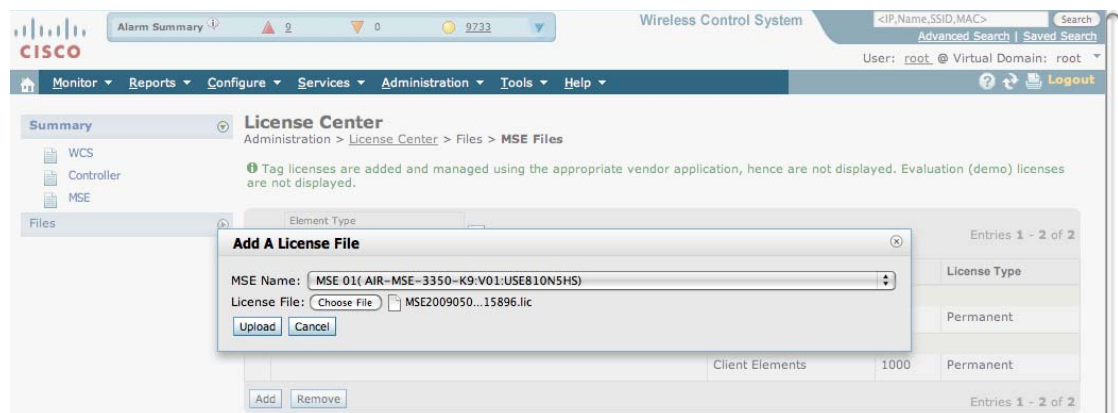 Alarm Summary 9 0 9733
Wireless Control System
<IP,Name,SSID,MAC> Search
Advanced Search | Saved Search
CISCO
User: root @ Virtual Domain: root
Monitor Reports Configure Services Administration Tools Help Logout
Summary
WCS
Controller
MSE
Files
License Center
Administration > License Center > Files > MSE Files
Tag licenses are added and managed using the appropriate vendor application, hence are not displayed. Evaluation (demo) licenses
are not displayed.
Element Type
Entries 1 - 2 of 2
Add A License File
MSE Name: MSE 01( AIR-MSE-3350-K9:V01:USE810N5HS)
License File: Choose File MSE2009050...15896.lic
Upload Cancel
License Type
Permanent
Client Elements 1000 Permanent
Add Remove
Entries 1 - 2 of 2